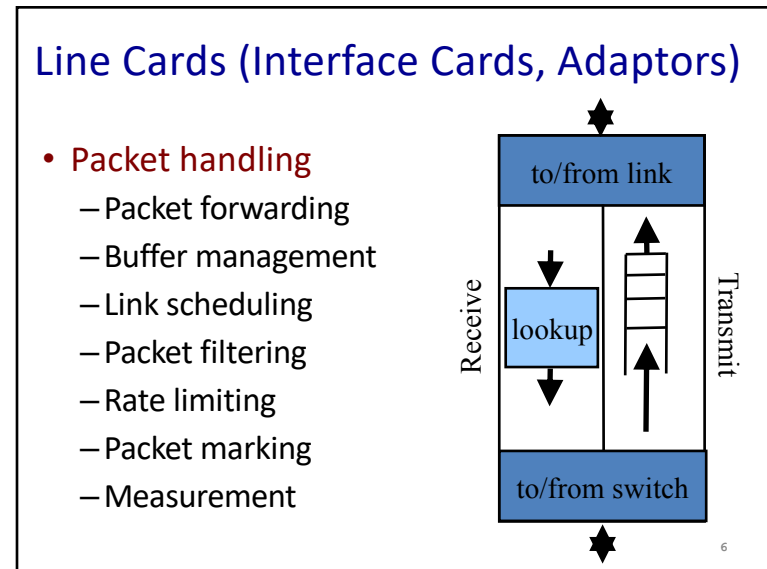 Line Cards (Interface Cards, Adaptors)
• Packet handling
–Packet forwarding
–Buffer management
–Link scheduling
–Packet filtering
–Rate limiting
–Packet marking
–Measurement
to/from link
Receive
lookup
Transmit
to/from switch
6